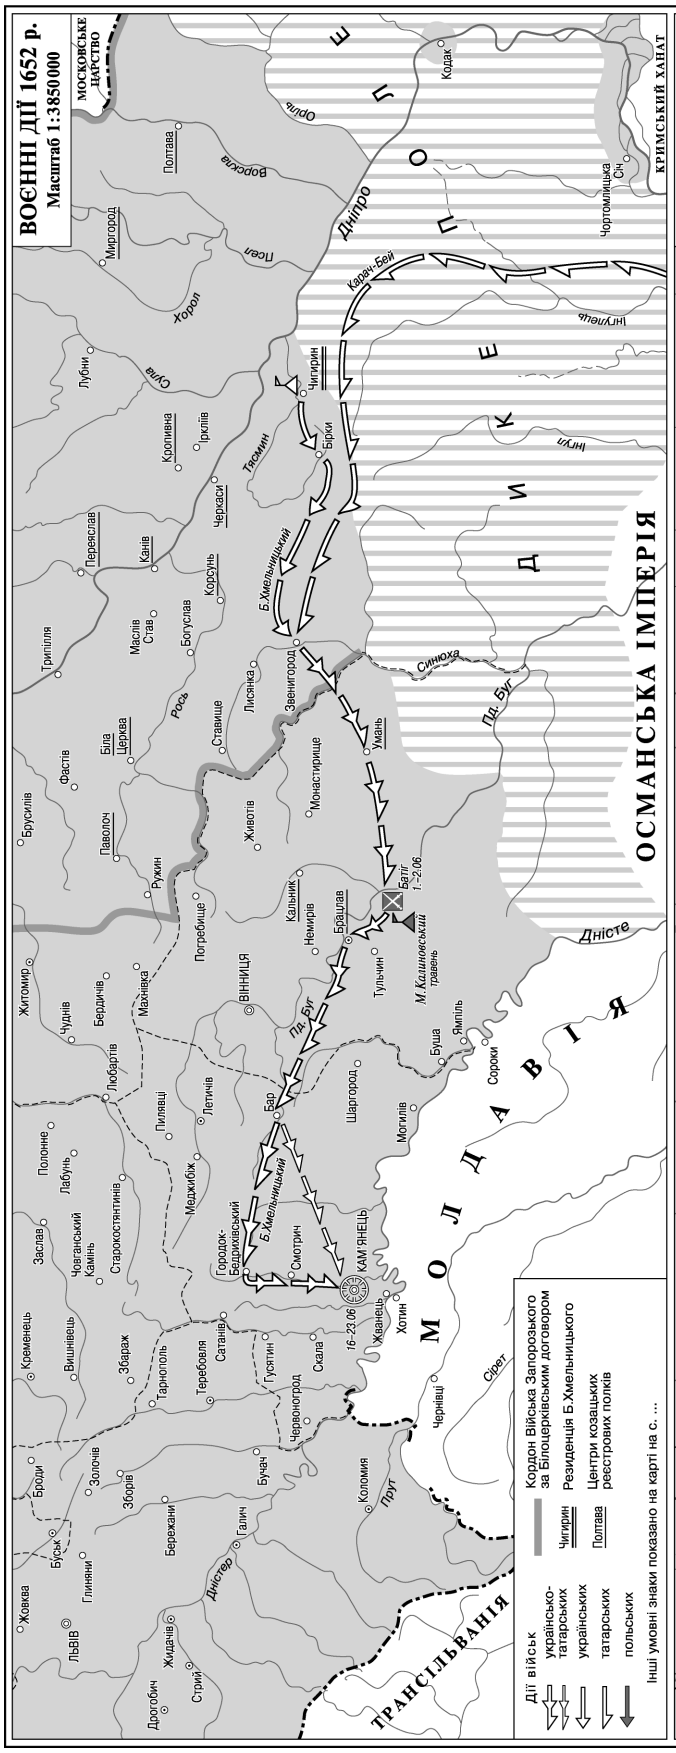 ВОЄННІ ДІЇ 1652 р.
Масштаб 1:3850000
МОСКОВСЬКЕ
ЦАРСТВО
КРИМСЬКИЙ ХАНАТ
ОСМАНСЬКА ІМПЕРІЯ
МОЛДАВІЯ
ТРАНСІЛЬВАНІЯ
ДИКЕ ПОЛЕ
Жовква
ЛЬВІВ
Глиняни
Буськ
Броди
Золочів
Зборів
Бережани
Дрогобич
Жидачів
Стрий
Дністер
Галич
Бучач
Коломия
Прут
Чернівці
Сірет
Кременець
Вишнівець
Збараж
Тарнополь
Теребовля
Сатанів
Гусятин
Скала
Червоногрод
Жванець
Хотин
16–23.06
КАМ'ЯНЕЦЬ
Смотрич
Городок-
Бедрихівський
Б.Хмельницький
Заслав
Човганський
Камінь
Старокостянтинів
Полонне
Лабунь
Любартів
Меджибіж
Пилявці
Летичів
Бар
Шаргород
Могилів
Буша
Ямпіль
Сороки
Житомир
Чуднів
Бердичів
Махнівка
ВІННИЦЯ
Пд. Буг
Немирів
Брацлав
Тульчин
М.Калиновський
травень
Батіг
1.–2.06
Кальник
Погребище
Ружин
Паволоч
Брусилів
Фастів
Біла
Церква
Животів
Монастирище
Умань
Ставище
Лисянка
Звенигород
Рось
Синюха
Пд. Буг
Дністе
Трипілля
Переяслав
Канів
Маслів
Став
Богуслав
Корсунь
Б.Хмельницький
Черкаси
Кропивна
Іркліїв
Тясмин
Бірки
Чигирин
Лубни
Сула
Хорол
Миргород
Псел
Полтава
Ворскла
Оріль
Дніпро
Карач-Бей
Інгулець
Інгул
Кодак
Чортомлицька
Січ
Дії військ
українсько-
татарських
українських
татарських
польських
Кордон Війська Запорозького
за Білоцерківським договором
Чигирин
Резиденція Б.Хмельницького
Полтава
Центри козацьких
реєстрових полків
Інші умовні знаки показано на карті на с. ...